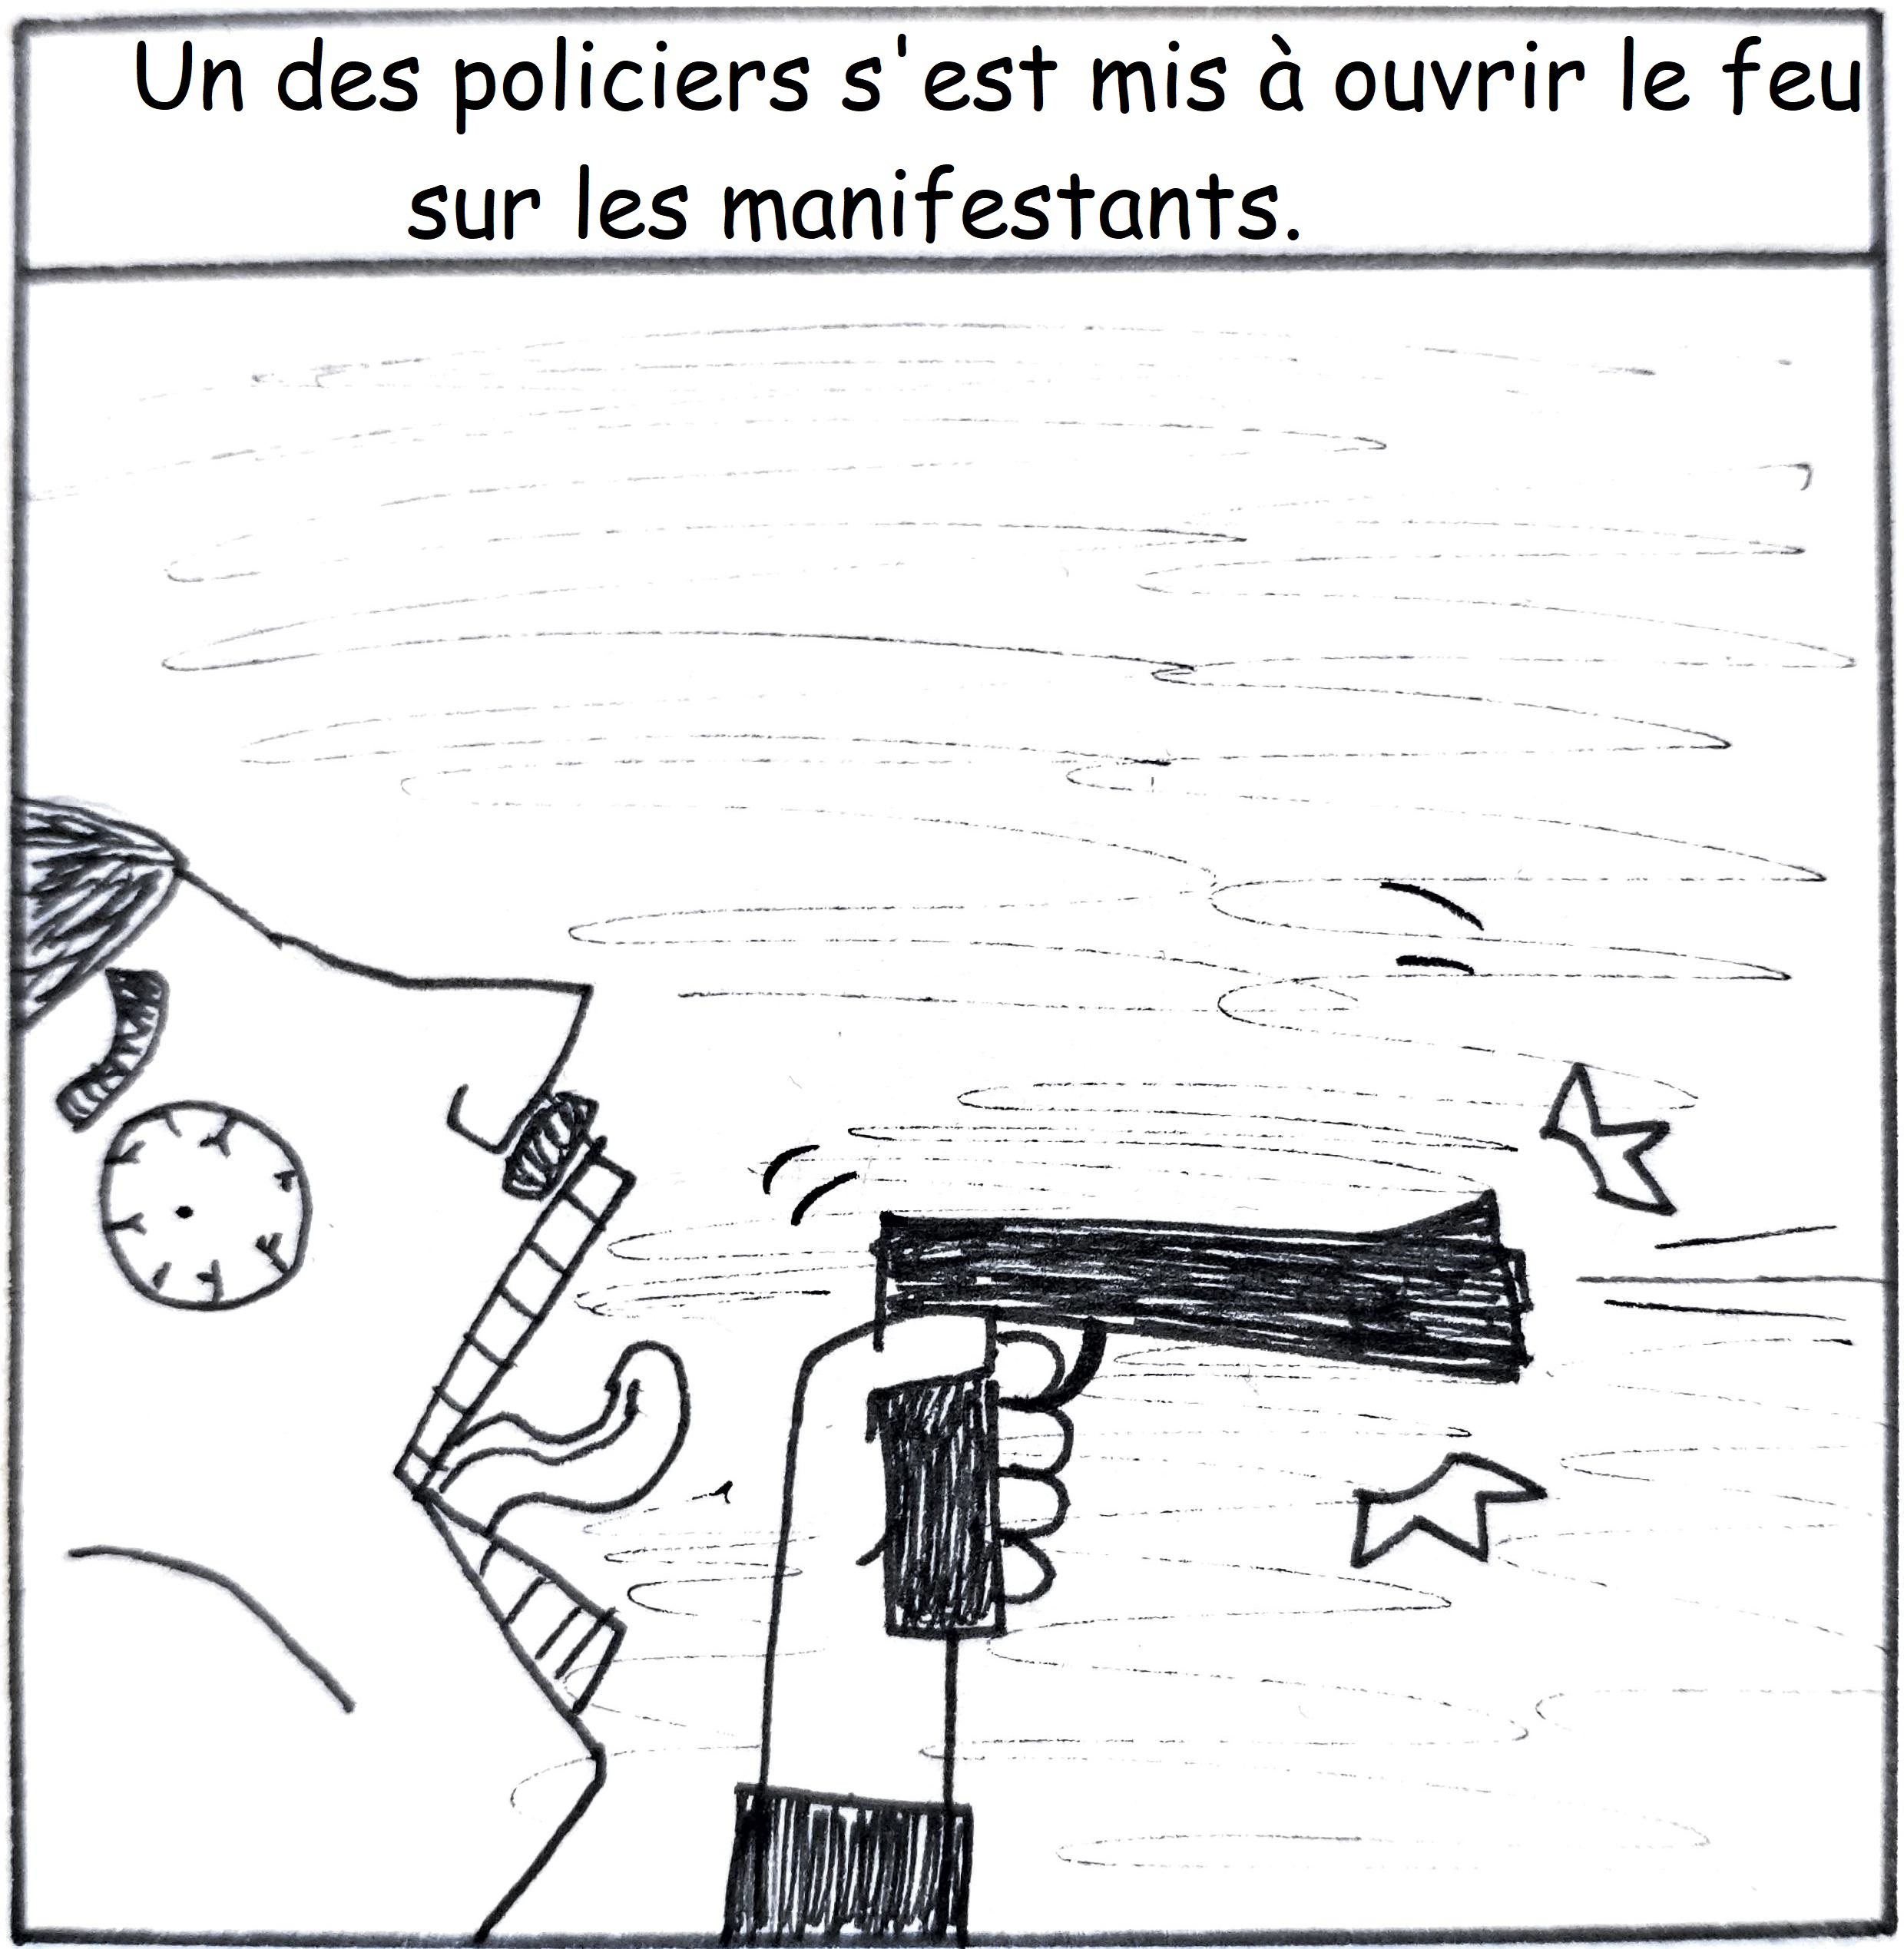 Un des policiers s'est mis à ouvrir le feu
sur les manifestants.